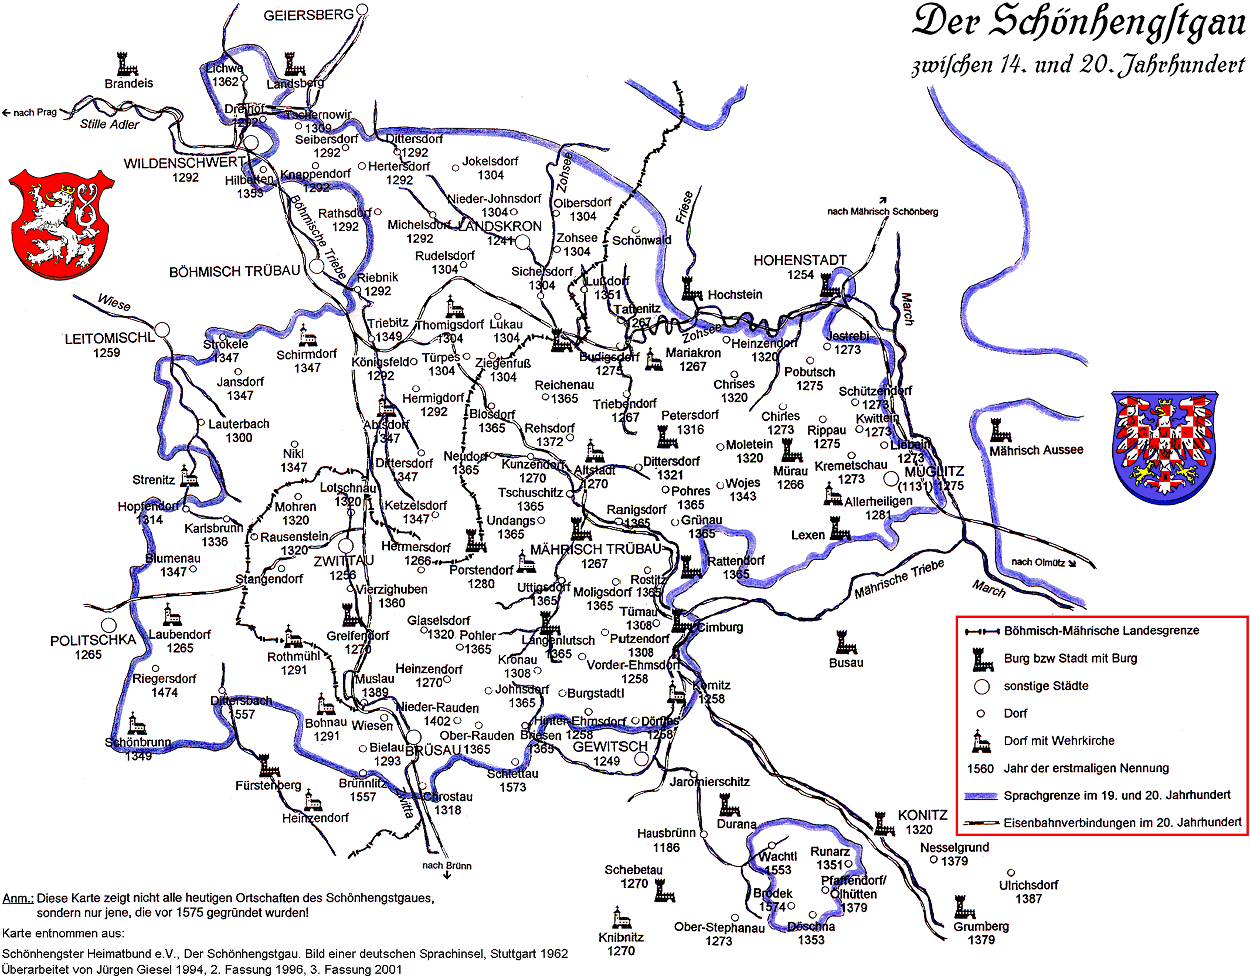 Der Schönhengstgau
zwischen 14. und 20. Jahrhundert
GEIERSBERG
Lichwe
1362
Landsberg
Brandeis
← nach Prag
Stille Adler
Dreihöf
1292
Tschernowir
1309
Seibersdorf
1292
Dittersdorf
1292
WILDENSCHWERT
1292
Hilbetten
1353
Knappendorf
1292
Hertersdorf
1292
Jokelsdorf
1304
Zohsee
Böhmische Triebe
Rathsdorf
1292
Michelsdorf
1292
Nieder-Johnsdorf
1304
LANDSKRON
1241
Olbersdorf
1304
Zohsee
1304
Schönwald
Friese
nach Mährisch Schönberg
BÖHMISCH TRÜBAU
Riebnik
1292
Rudelsdorf
1304
Sichelsdorf
1304
Lußdorf
1351
Hochstein
HOHENSTADT
1254
March
Wiese
LEITOMISCHL
1259
Strokele
1347
Schirmdorf
1347
Triebitz
1349
Thomigsdorf
1304
Lukau
1304
Tattenitz
1267
Zohsee
Heinzendorf
1320
Jestrebi
1273
Jansdorf
1347
Königsfeld
1292
Türpes
1304
Ziegenfuß
1304
Budigsdorf
1275
Mariakron
1267
Pobutsch
1275
Chrises
1320
Schützendorf
1273
Lauterbach
1300
Hermigdorf
1292
Reichenau
1365
Triebendorf
1267
Petersdorf
1316
Chirles
1273
Rippau
1275
Kwittein
1273
Abtsdorf
1347
Blosdorf
1365
Rehsdorf
1372
Moletein
1320
Liebein
1273
Mährisch Aussee
Nikl
1347
Dittersdorf
1347
Neudorf
1365
Kunzendorf
1270
Altstadt
1270
Dittersdorf
1321
Mürau
1266
Kremetschau
1273
MÜGLITZ
(1131) 1275
Strenitz
Lotschnau
1320
Tschuschitz
1365
Pohres
1365
Wojes
1343
Allerheiligen
1281
Hopfendorf
1314
Mohren
1320
Ketzelsdorf
1347
Karlsbrunn
1336
Undangs
1365
Ranigsdorf
1365
Grünau
1365
Lexen
Rausenstein
1320
Hermersdorf
1266
MÄHRISCH TRÜBAU
1267
Blumenau
1347
ZWITTAU
1256
Porstendorf
1280
Rattendorf
1365
nach Olmütz
Stangendorf
Vierzighuben
1360
Uttigsdorf
1365
Moligsdorf
1365
Rostitz
1365
Mährische Triebe
March
POLITSCHKA
1265
Laubendorf
1265
Greifendorf
1270
Glaselsdorf
1320
Pohler
1365
Langenlutsch
1365
Türnau
1308
Putzendorf
1308
Cimburg
Busau
Rothmühl
1291
Riegersdorf
1474
Heinzendorf
1270
Kronau
1308
Vorder-Ehmsdorf
1258
Muslau
1389
Johnsdorf
1365
Burgstadtl
Körnitz
1258
Dittersbach
1557
Bohnau
1291
Wiesen
Nieder-Rauden
1402
Ober-Rauden
1365
Briesen
1365
Hinter-Ehmsdorf
1258
Dörfles
1258
Schönbrunn
1349
Bielau
1293
BRÜSAU
GEWITSCH
1249
Fürstenberg
Brünnlitz
1557
Schlettau
1573
Jaromierschitz
Heinzendorf
Zwitta
Chrostau
1318
nach Brünn
Hausbrünn
1186
Durana
Schebetau
1270
Knibnitz
1270
Wachtl
1553
Runarz
1351
Pfaffendorf/
Ölhütten
1379
Brodek
1574
Döschna
1353
Ober-Stephanau
1273
KONITZ
1320
Nesselgrund
1379
Ulrichsdorf
1387
Grumberg
1379
Böhmisch-Mährische Landesgrenze
Burg bzw Stadt mit Burg
sonstige Städte
Dorf
Dorf mit Wehrkirche
1560 Jahr der erstmaligen Nennung
Sprachgrenze im 19. und 20. Jahrhundert
Eisenbahnverbindungen im 20. Jahrhundert
Anm.: Diese Karte zeigt nicht alle heutigen Ortschaften des Schönhengstgaues,
sondern nur jene, die vor 1575 gegründet wurden!
Karte entnommen aus:
Schönhengster Heimatbund e.V., Der Schönhengstgau. Bild einer deutschen Sprachinsel, Stuttgart 1962
Überarbeitet von Jürgen Giesel 1994, 2. Fassung 1996, 3. Fassung 2001